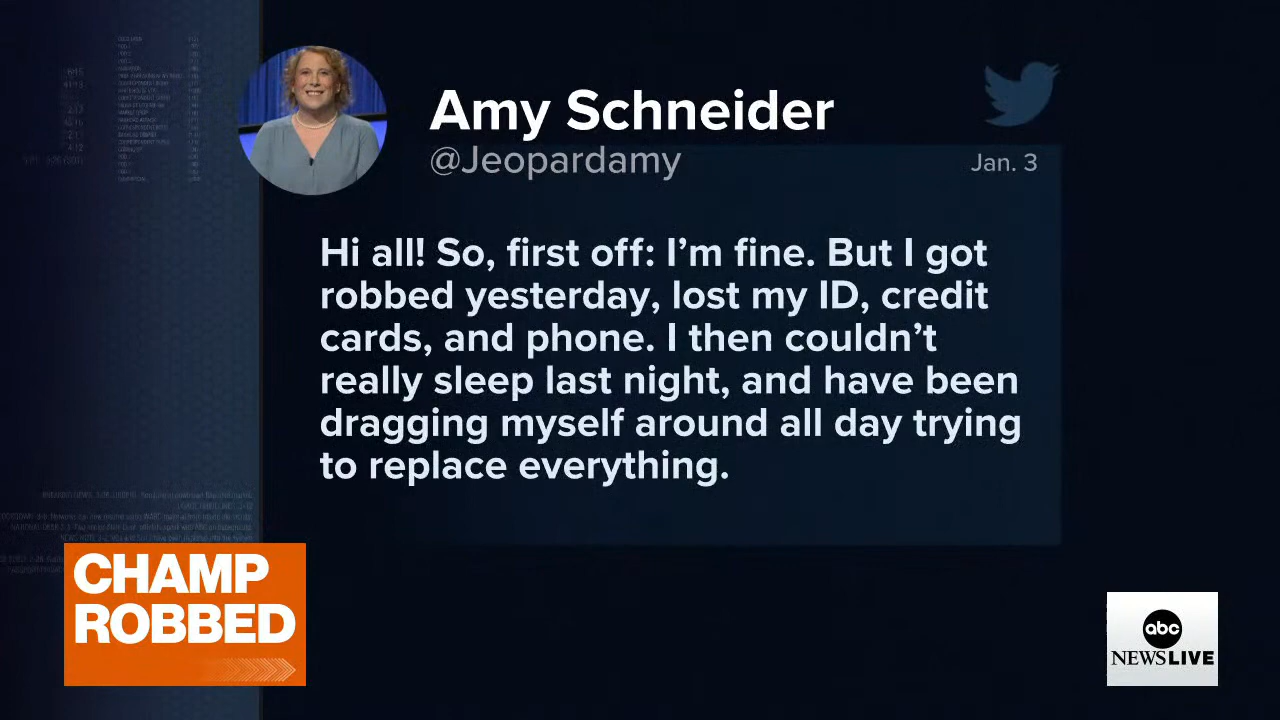 Amy Schneider
@Jeopardamy
Jan. 3
Hi all! So, first off: I’m fine. But I got
robbed yesterday, lost my ID, credit
cards, and phone. I then couldn’t
really sleep last night, and have been
dragging myself around all day trying
to replace everything.
CHAMP
ROBBED
abc
NEWSLIVE